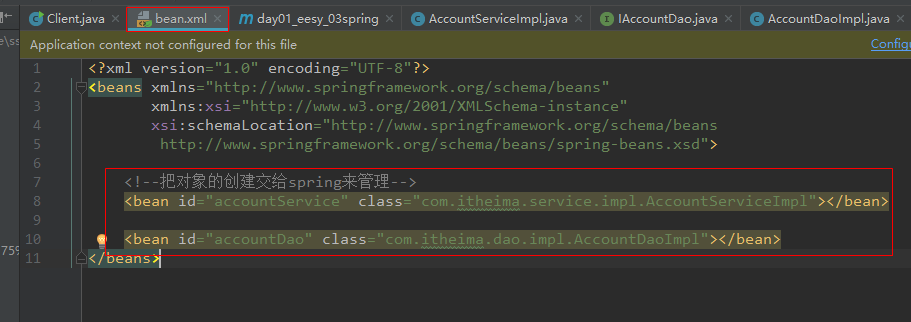 Client.java bean.xml day01_eesy_03spring AccountServiceImpl.java IAccountDao.java AccountDaoImpl.java
e\ss
Application context not configured for this file Config
1 <?xml version="1.0" encoding="UTF-8"?>
2 <beans xmlns="http://www.springframework.org/schema/beans"
3 xmlns:xsi="http://www.w3.org/2001/XMLSchema-instance"
4 xsi:schemaLocation="http://www.springframework.org/schema/beans
5 http://www.springframework.org/schema/beans/spring-beans.xsd">
6
7 <!--把对象的创建交给spring来管理-->
8 <bean id="accountService" class="com.itheima.service.impl.AccountServiceImpl"></bean>
9
75% 10 <bean id="accountDao" class="com.itheima.dao.impl.AccountDaoImpl"></bean>
11 </beans>